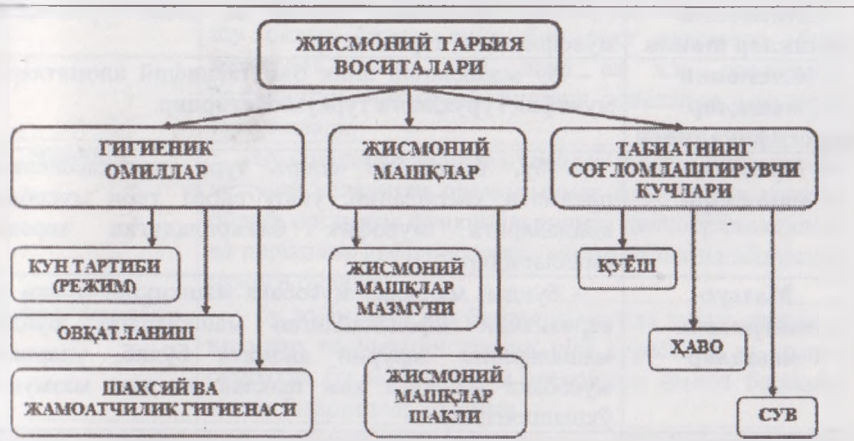 ЖИСМОНИЙ ТАРБИЯ
ВОСИТАЛАРИ
ГИГИЕНИК
ОМИЛЛАР
ЖИСМОНИЙ
МАШҚЛАР
ТАБИАТНИНГ
СОҒЛОМЛАШТИРУВЧИ
КУЧЛАРИ
КУН ТАРТИБИ
(РЕЖИМ)
ОВҚАТЛАНИШ
ШАХСИЙ ВА
ЖАМОАТЧИЛИК ГИГИЕНАСИ
ЖИСМОНИЙ
МАШҚЛАР
МАЗМУНИ
ЖИСМОНИЙ
МАШҚЛАР
ШАКЛИ
ҚУЁШ
ҲАВО
СУВ